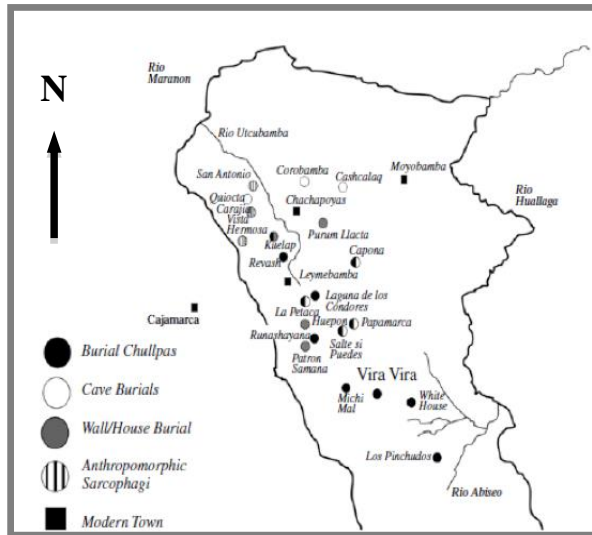 Rio
Maranon
N
Rio Utcubamba
San Antonio
Corobamba
Cashcalaq
Moyobamba
Quiocta
Carajia
Vista
Hermosa
Chachapoyas
Purum Llacta
Rio
Huallaga
Kuelap
Revash
Capona
Leymebamba
Laguna de los
Cóndores
La Petaca
Cajamarca
Huepon
Papamarca
Runashayana
Salte si
Puedes
Patron
Samana
Vira Vira
Michi
Mal
White
House
Los Pinchudos
Rio Abiseo
Burial Chullpas
Cave Burials
Wall/House Burial
Anthropomorphic
Sarcophagi
Modern Town